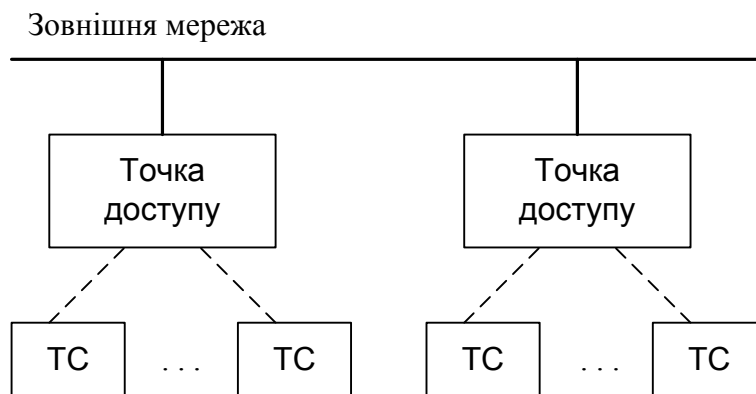 Зовнішня мережа
Точка
доступу
Точка
доступу
ТС
. . .
ТС
ТС
. . .
ТС